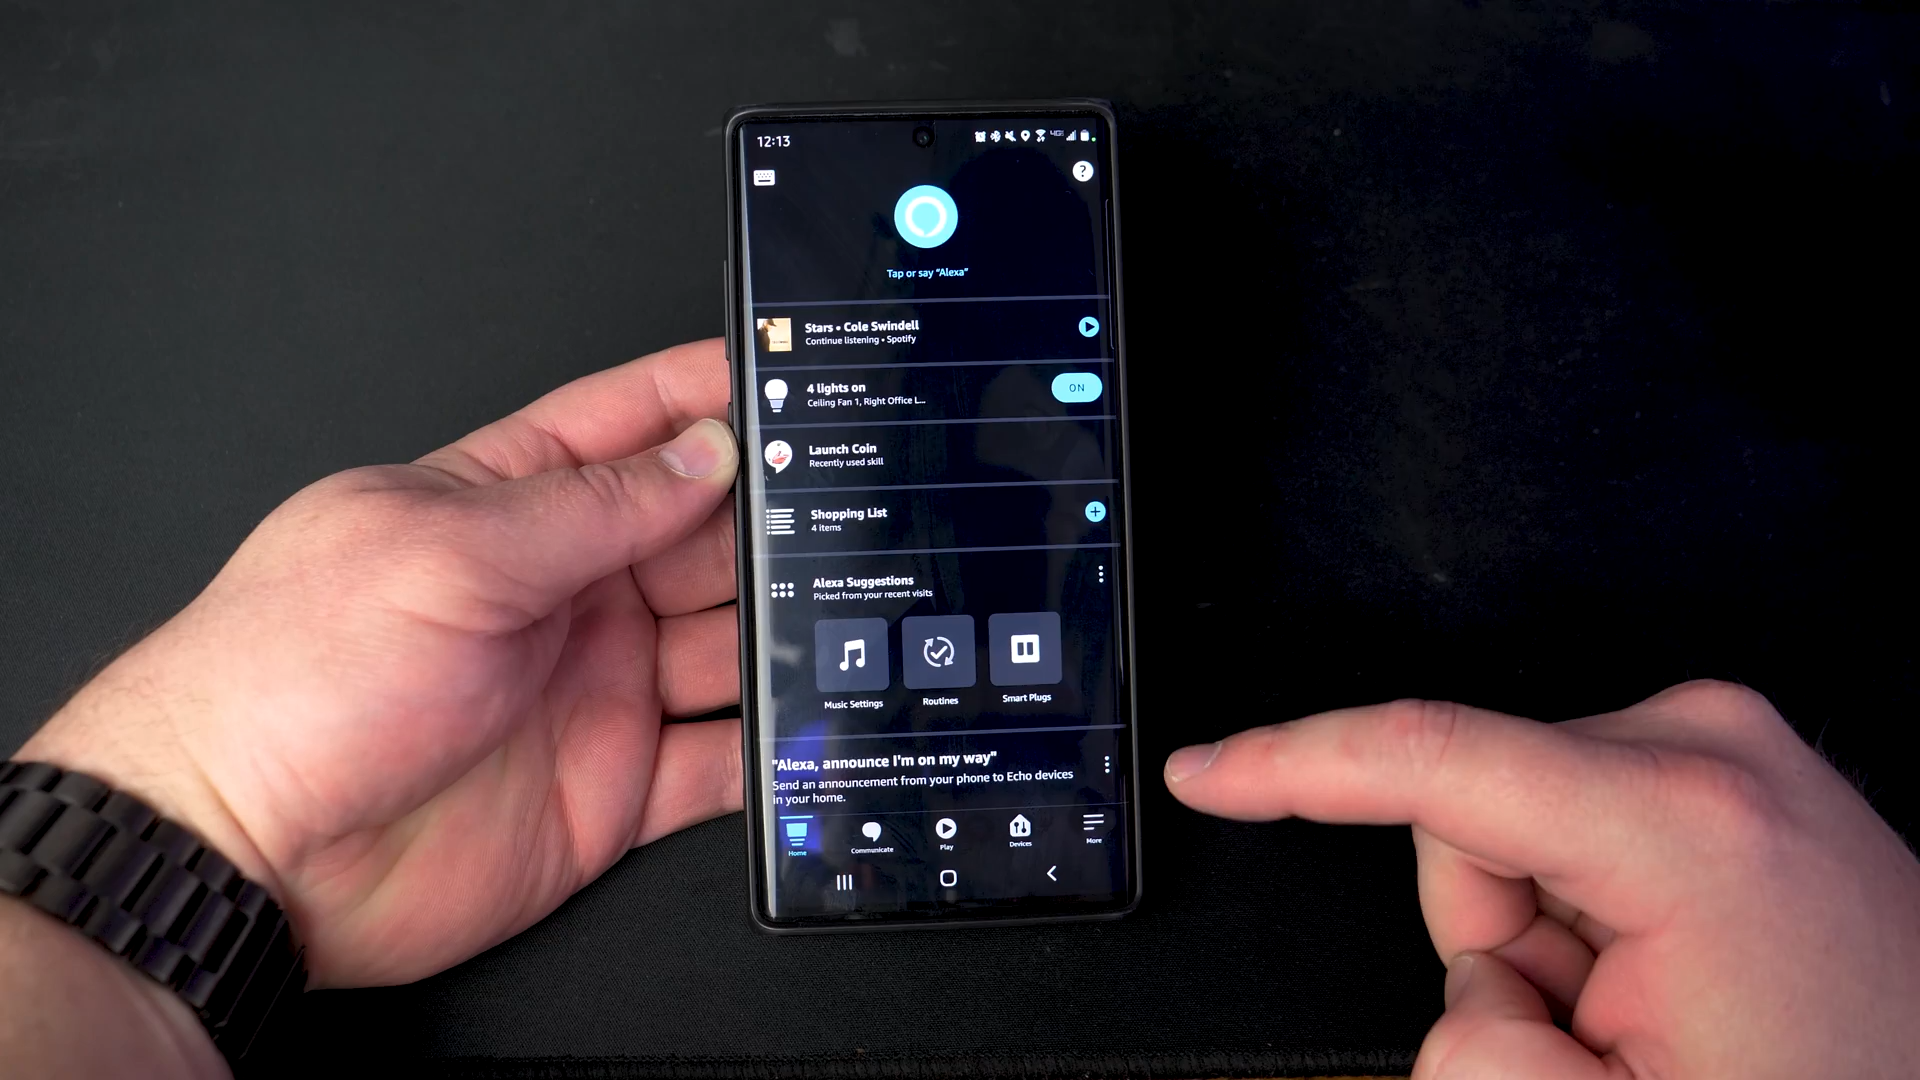 12:13
4G
?
Tap or say "Alexa"
Stars • Cole Swindell
Continue listening • Spotify
4 lights on
Ceiling Fan 1, Right Office L...
ON
Launch Coin
Recently used skill
Shopping List
4 items
Alexa Suggestions
Picked from your recent visits
Music Settings
Routines
Smart Plugs
"Alexa, announce I'm on my way"
Send an announcement from your phone to Echo devices
in your home.
Home
Communicate
Play
Devices
More